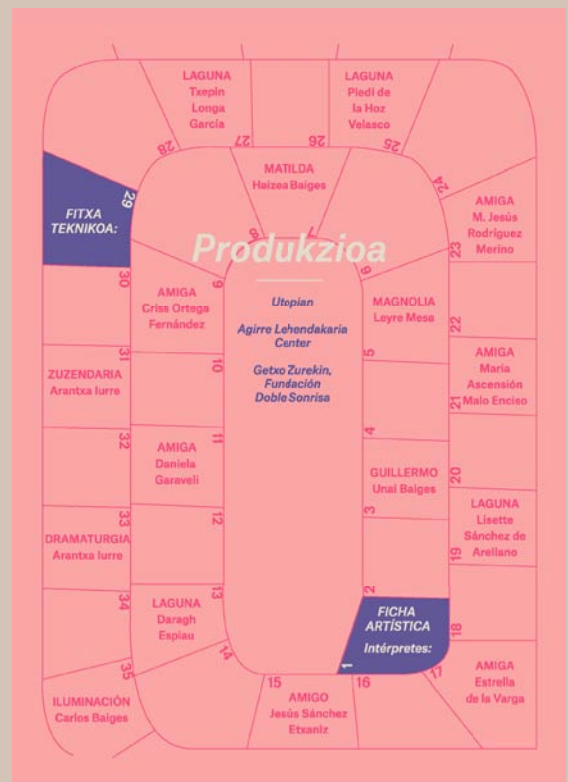 Produkzioa
Utopian
Agirre Lehendakaria
Center
Getxo Zurekin,
Fundación
Doble Sonrisa
1
FICHA
ARTÍSTICA
Intérpretes:
2
3
GUILLERMO
Unai Baiges
4
5
MAGNOLIA
Leyre Mesa
6
7
MATILDA
Haizea Baiges
8
9
AMIGA
Criss Ortega
Fernández
10
11
AMIGA
Daniela
Garaveli
12
13
LAGUNA
Daragh
Espiau
14
15
AMIGO
Jesús Sánchez
Etxaniz
16
17
AMIGA
Estrella
de la Varga
18
19
LAGUNA
Lisette
Sánchez de
Arellano
20
21
AMIGA
María
Ascensión
Malo Enciso
22
23
AMIGA
M. Jesús
Rodríguez
Merino
24
25
LAGUNA
Piedi de
la Hoz
Velasco
26
27
LAGUNA
Txepin
Longa
García
28
29
FITXA
TEKNIKOA:
30
31
ZUZENDARIA
Arantxa Iurre
32
33
DRAMATURGIA
Arantxa Iurre
34
35
ILUMINACIÓN
Carlos Baiges